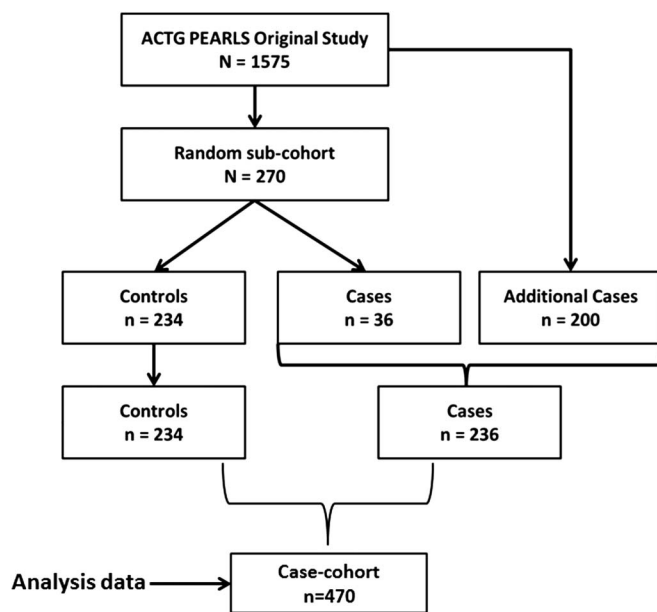 ACTG PEARLS Original Study
N = 1575
Random sub-cohort
N = 270
Controls
n = 234
Cases
n = 36
Additional Cases
n = 200
Controls
n = 234
Cases
n = 236
Analysis data
Case-cohort
n=470